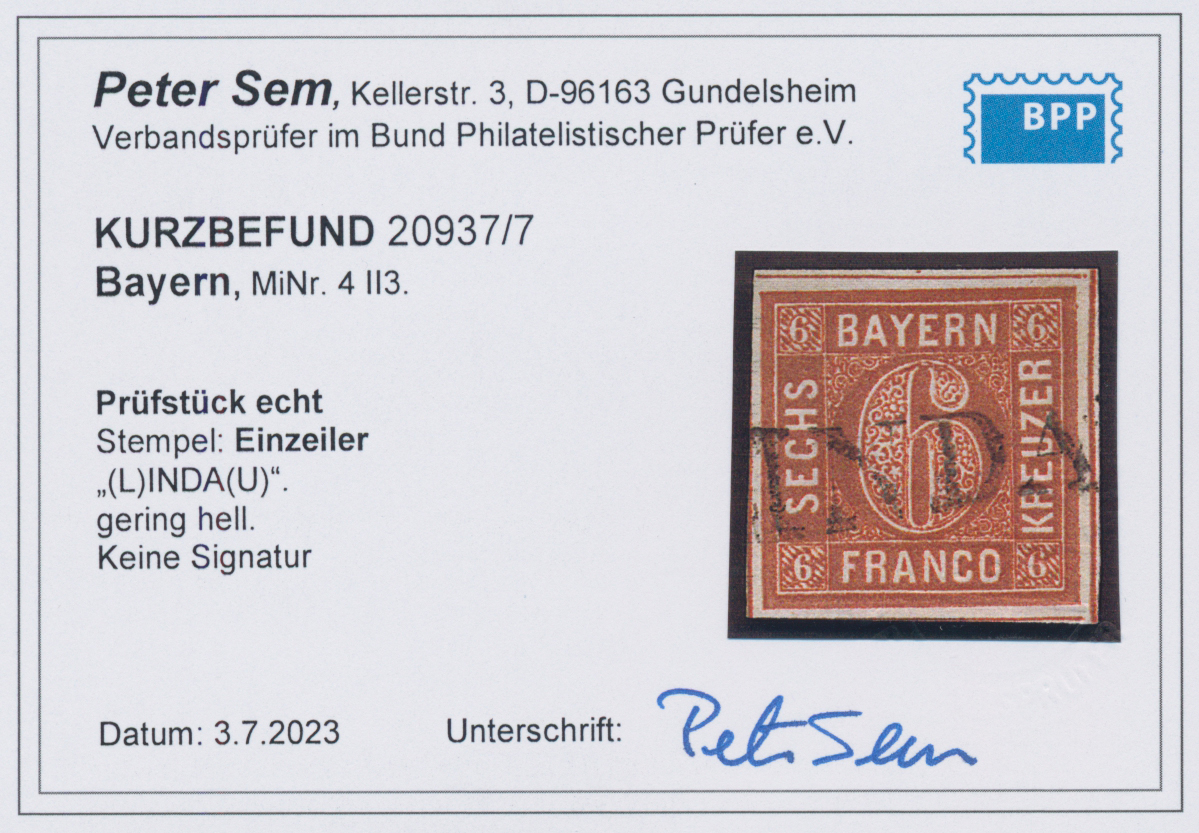 Peter Sem, Kellerstr. 3, D-96163 Gundelsheim
Verbandsprüfer im Bund Philatelistischer Prüfer e.V.
BPP
KURZBEFUND 20937/7
Bayern, MiNr. 4 II3.
Prüfstück echt
Stempel: Einzeiler
„(L)INDA(U)“.
gering hell.
Keine Signatur
6 BAYERN 6
SECHS
6
KREUZER
INDA
6 FRANCO 6
Datum: 3.7.2023
Unterschrift: Peter Sem